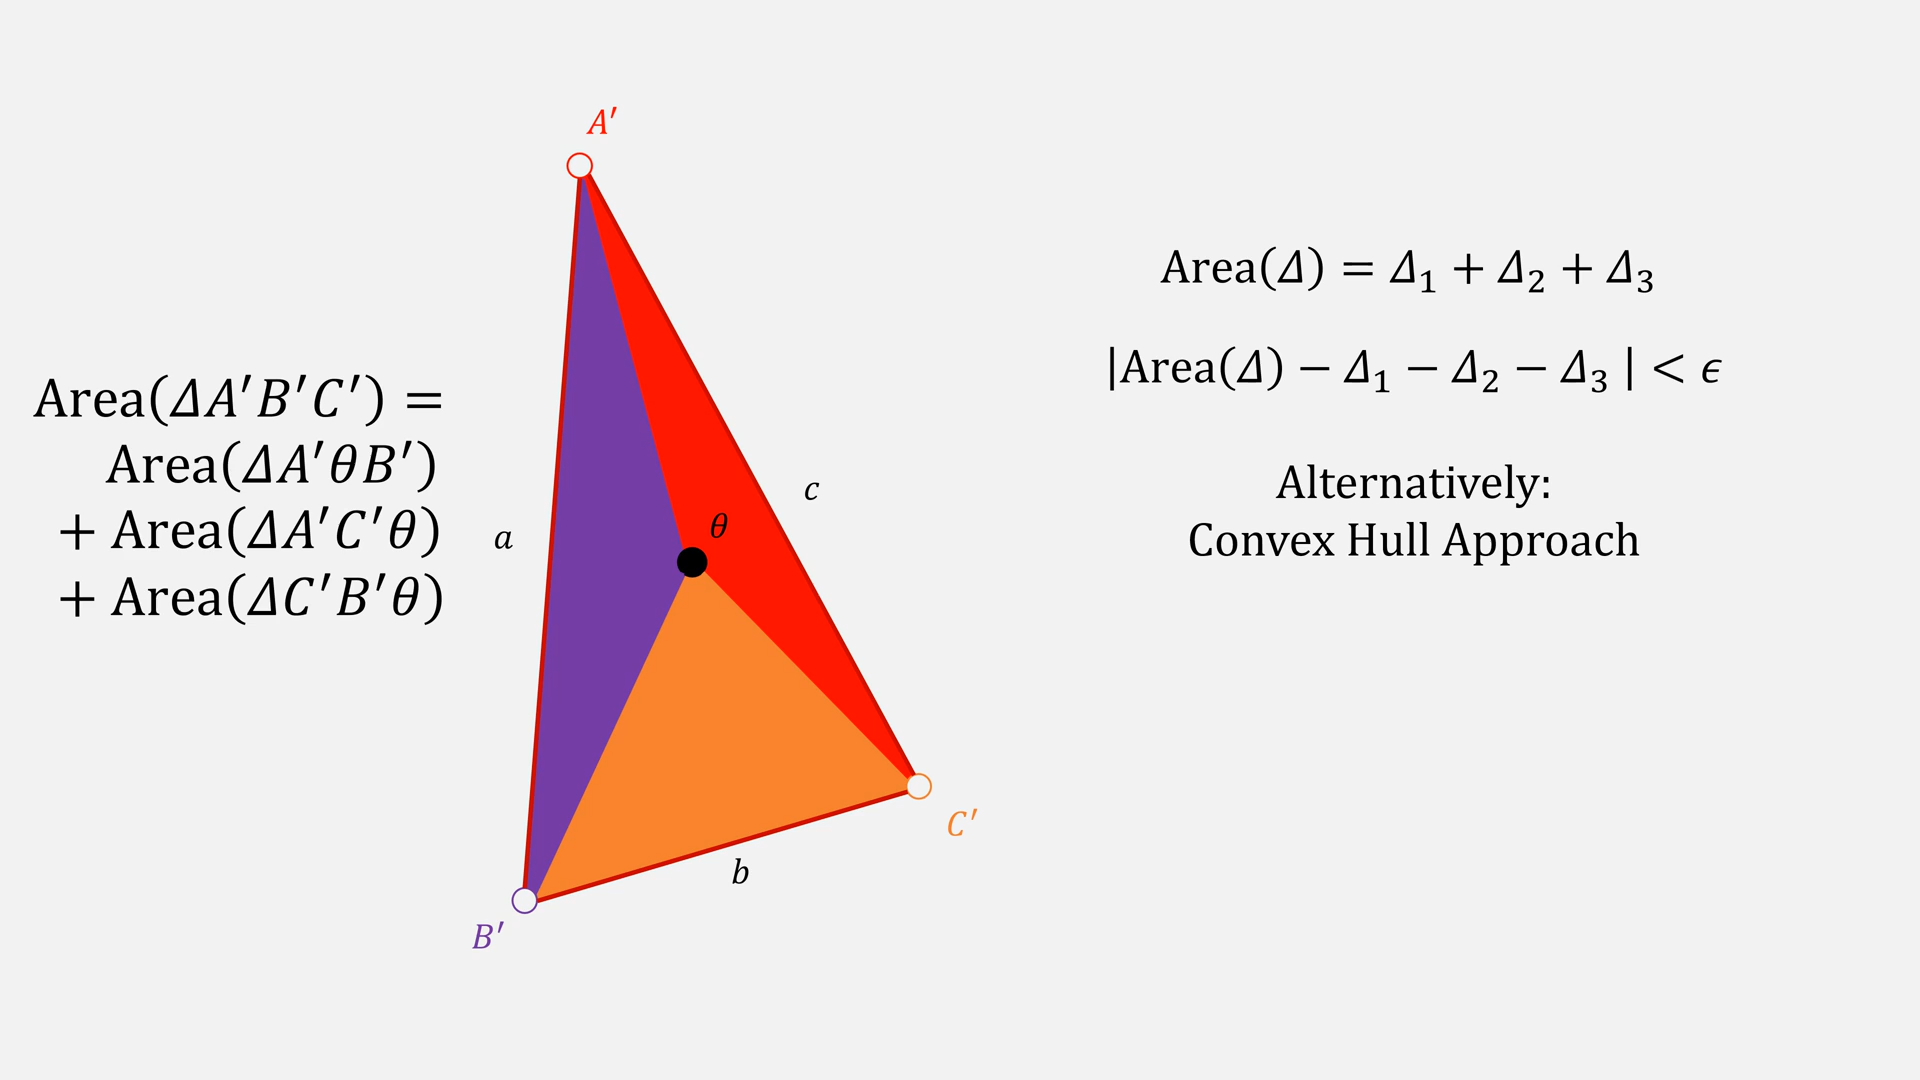 A′
Area(ΔA′B′C′) =
Area(ΔA′θB′)
+ Area(ΔA′C′θ)
+ Area(ΔC′B′θ)
a
c
θ
b
B′
C′
Area(Δ) = Δ₁ + Δ₂ + Δ₃
|Area(Δ) − Δ₁ − Δ₂ − Δ₃ | < ϵ
Alternatively:
Convex Hull Approach